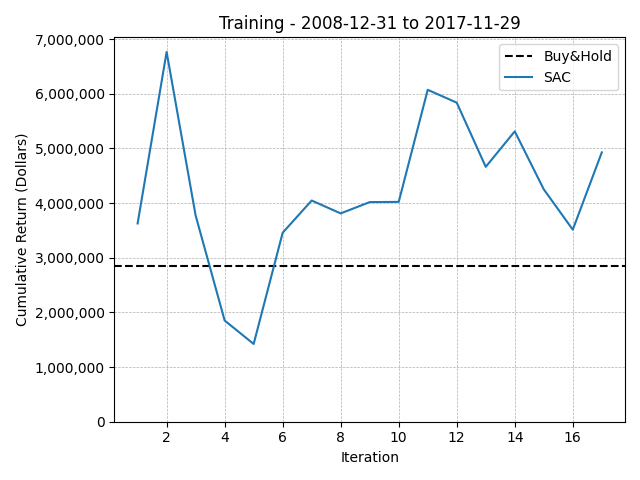 Training - 2008-12-31 to 2017-11-29
7,000,000
6,000,000
5,000,000
4,000,000
3,000,000
2,000,000
1,000,000
0
Cumulative Return (Dollars)
Buy&Hold
SAC
2 4 6 8 10 12 14 16
Iteration